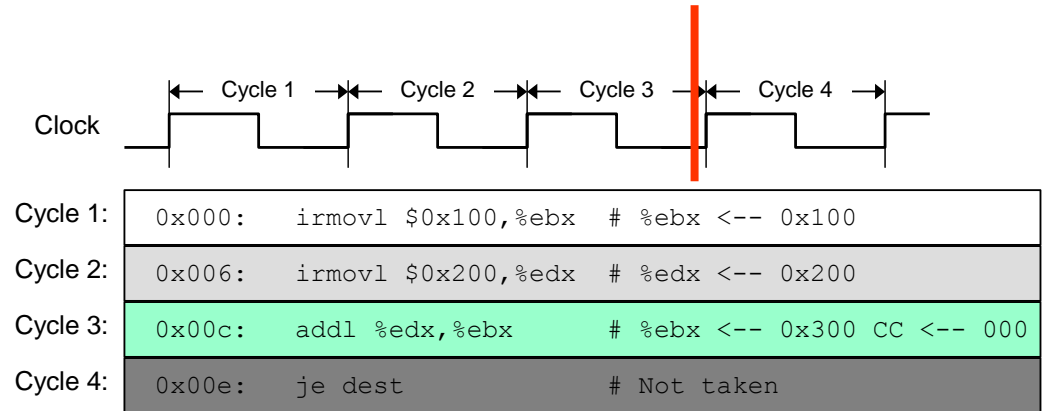 Cycle 1 Cycle 2 Cycle 3 Cycle 4
Clock
Cycle 1: 0x000: irmovl $0x100,%ebx # %ebx <-- 0x100
Cycle 2: 0x006: irmovl $0x200,%edx # %edx <-- 0x200
Cycle 3: 0x00c: addl %edx,%ebx # %ebx <-- 0x300 CC <-- 000
Cycle 4: 0x00e: je dest # Not taken